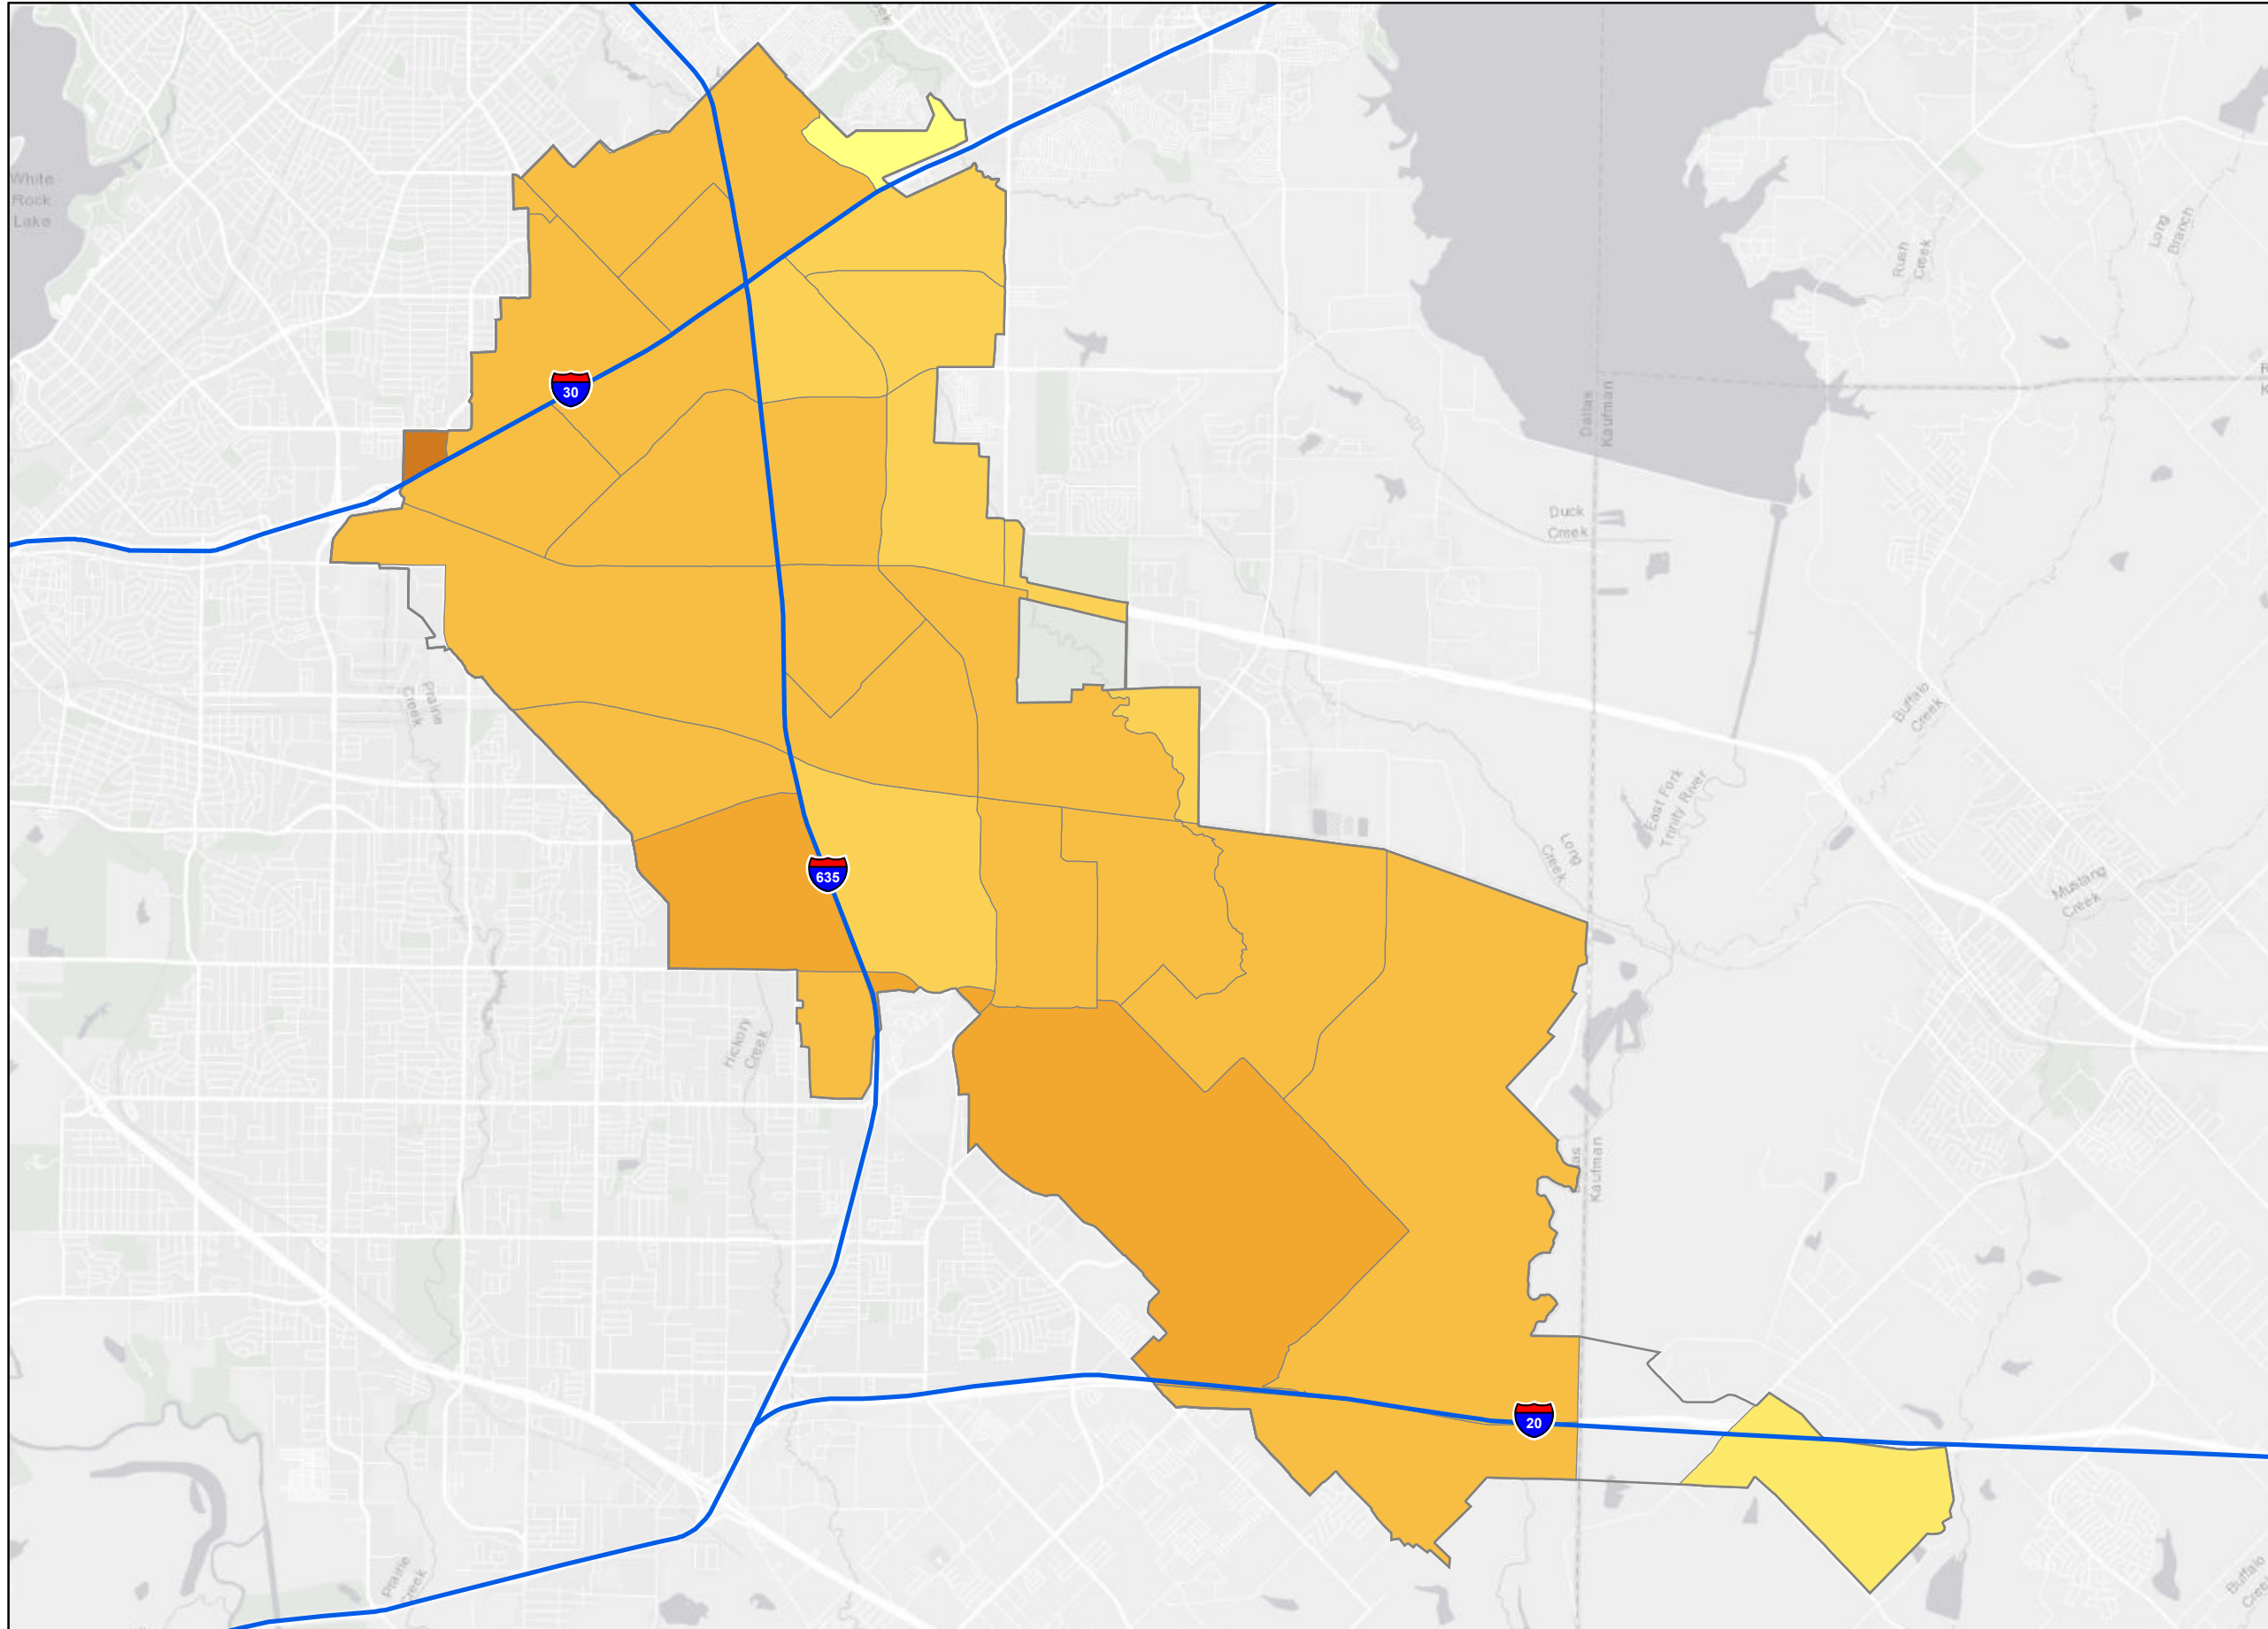 White
Rock
Lake
Long
Branch
Rush
Creek
30
Dallas
Kaufman
Duck
Creek
Prairie
Creek
Buffalo
Creek
East Fork
Trinity River
Long
Creek
635
Mustang
Creek
Hickory
Creek
Kaufman
20
Prairie
Creek
Buffalo